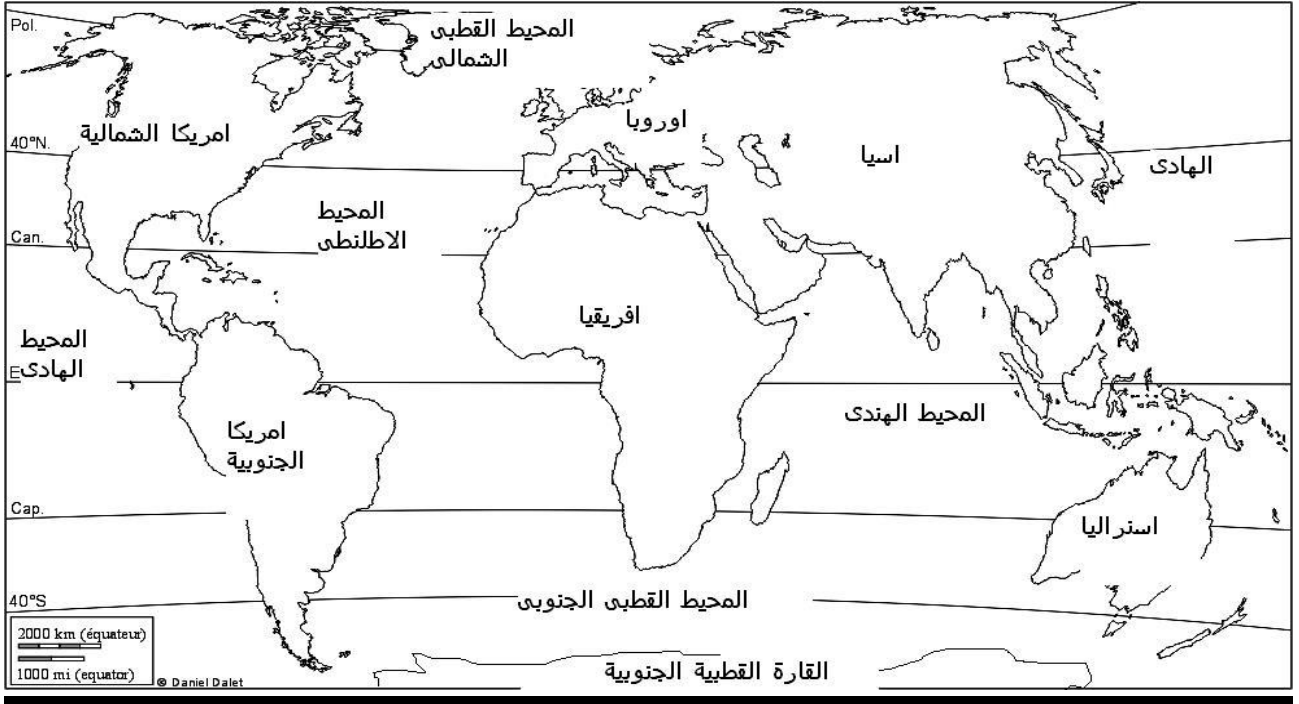 Pol.
المحيط القطبى
الشمالى
امريكا الشمالية
اوروبا
اسيا
40°N.
الهادى
المحيط
الاطلنطى
Can.
افريقيا
المحيط
الهادى
E
المحيط الهندى
امريكا
الجنوبية
Cap.
استراليا
40°S
المحيط القطبى الجنوبى
2000 km (équateur)
1000 mi (equator)
© Daniel Dalet
القارة القطبية الجنوبية